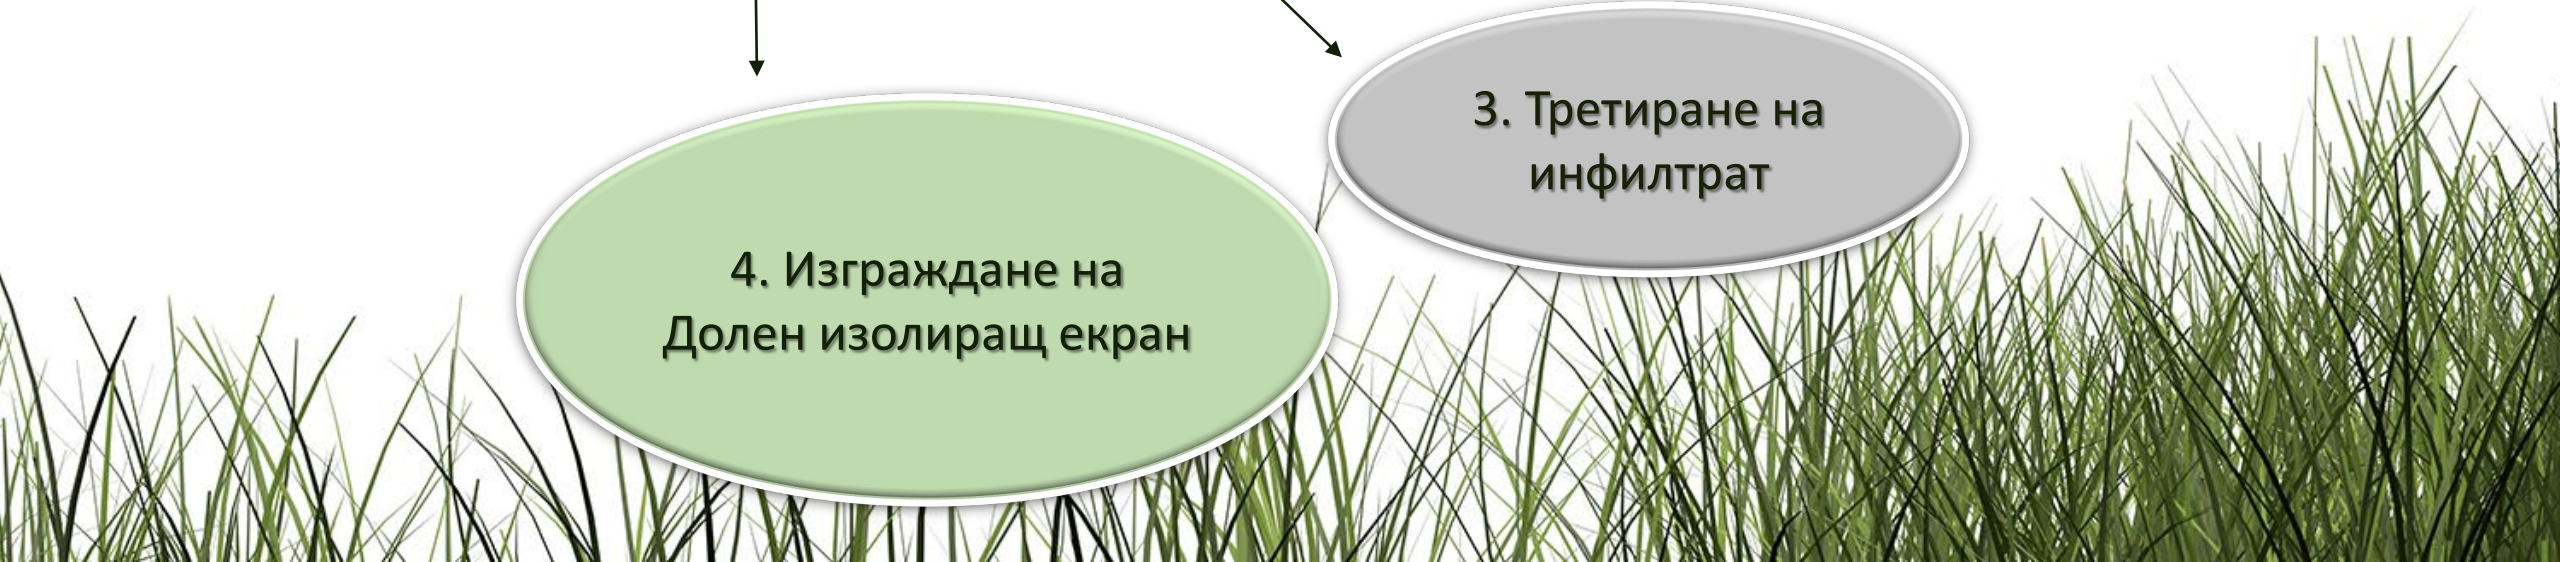 3. Третиране на
инфилтрат
4. Изграждане на
Долен изолиращ екран